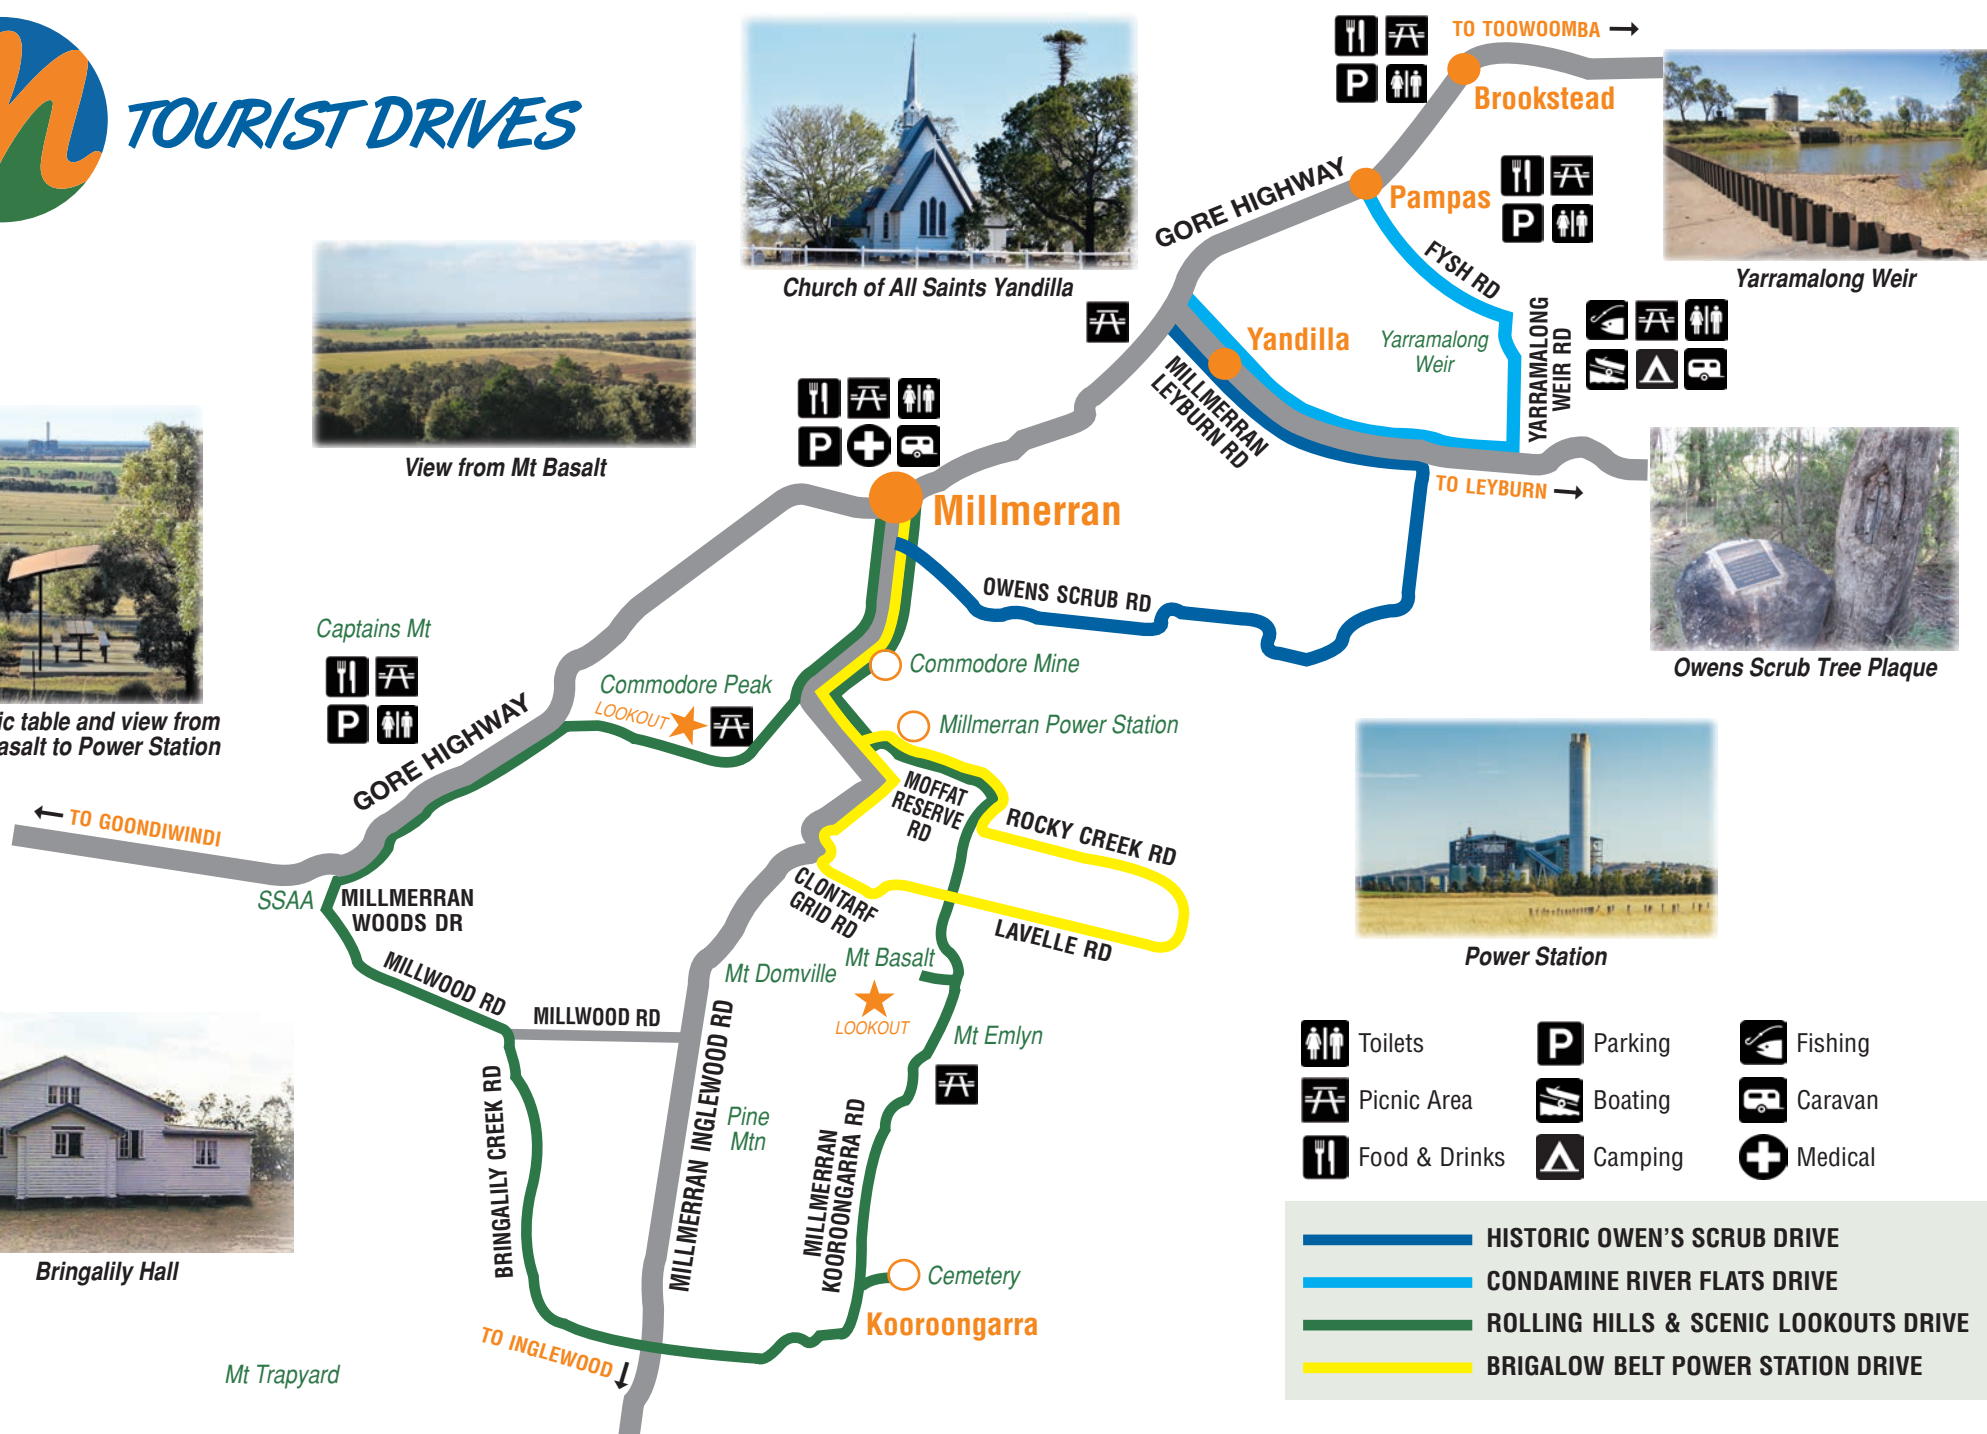 TOURIST DRIVES
TO TOOWOOMBA
Brookstead
GORE HIGHWAY
Pampas
FYSH RD
Yarramalong Weir
Church of All Saints Yandilla
Yandilla
Yarramalong
Weir
YARRAMALONG
WEIR RD
MILLMERRAN
LEYBURN RD
View from Mt Basalt
TO LEYBURN
Millmerran
OWENS SCRUB RD
Owens Scrub Tree Plaque
Captains Mt
Commodore Mine
Commodore Peak
LOOKOUT
Millmerran Power Station
ic table and view from
asalt to Power Station
GORE HIGHWAY
MOFFAT
RESERVE
RD
ROCKY CREEK RD
TO GOONDIWINDI
SSAA
MILLMERRAN
WOODS DR
CLONTARF
GRID RD
LAVELLE RD
Power Station
Mt Basalt
Mt Domville
LOOKOUT
MILLWOOD RD
MILLWOOD RD
Mt Emlyn
MILLMERRAN INGLEWOOD RD
BRINGALILY CREEK RD
Pine
Mtn
MILLMERRAN
KOOROONGARRA RD
Bringalily Hall
Cemetery
Kooroongarra
TO INGLEWOOD
Mt Trapyard
Toilets
Parking
Fishing
Picnic Area
Boating
Caravan
Food & Drinks
Camping
Medical
HISTORIC OWEN'S SCRUB DRIVE
CONDAMINE RIVER FLATS DRIVE
ROLLING HILLS & SCENIC LOOKOUTS DRIVE
BRIGALOW BELT POWER STATION DRIVE